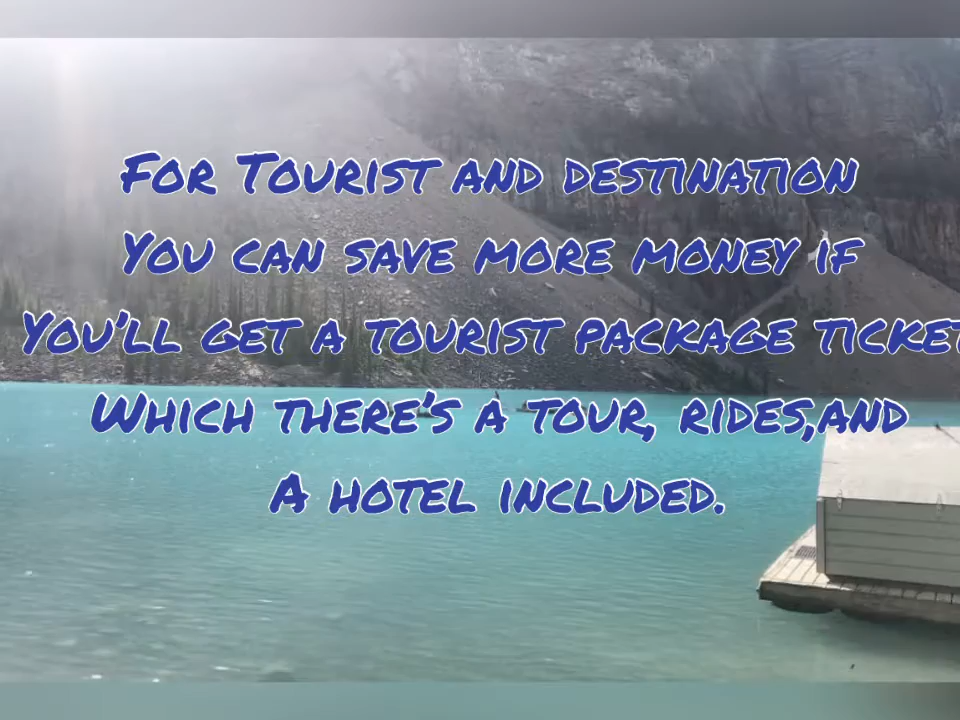 For Tourist and destination
You can save more money if
You'll get a tourist package ticket
Which there's a tour, rides,and
A hotel included.